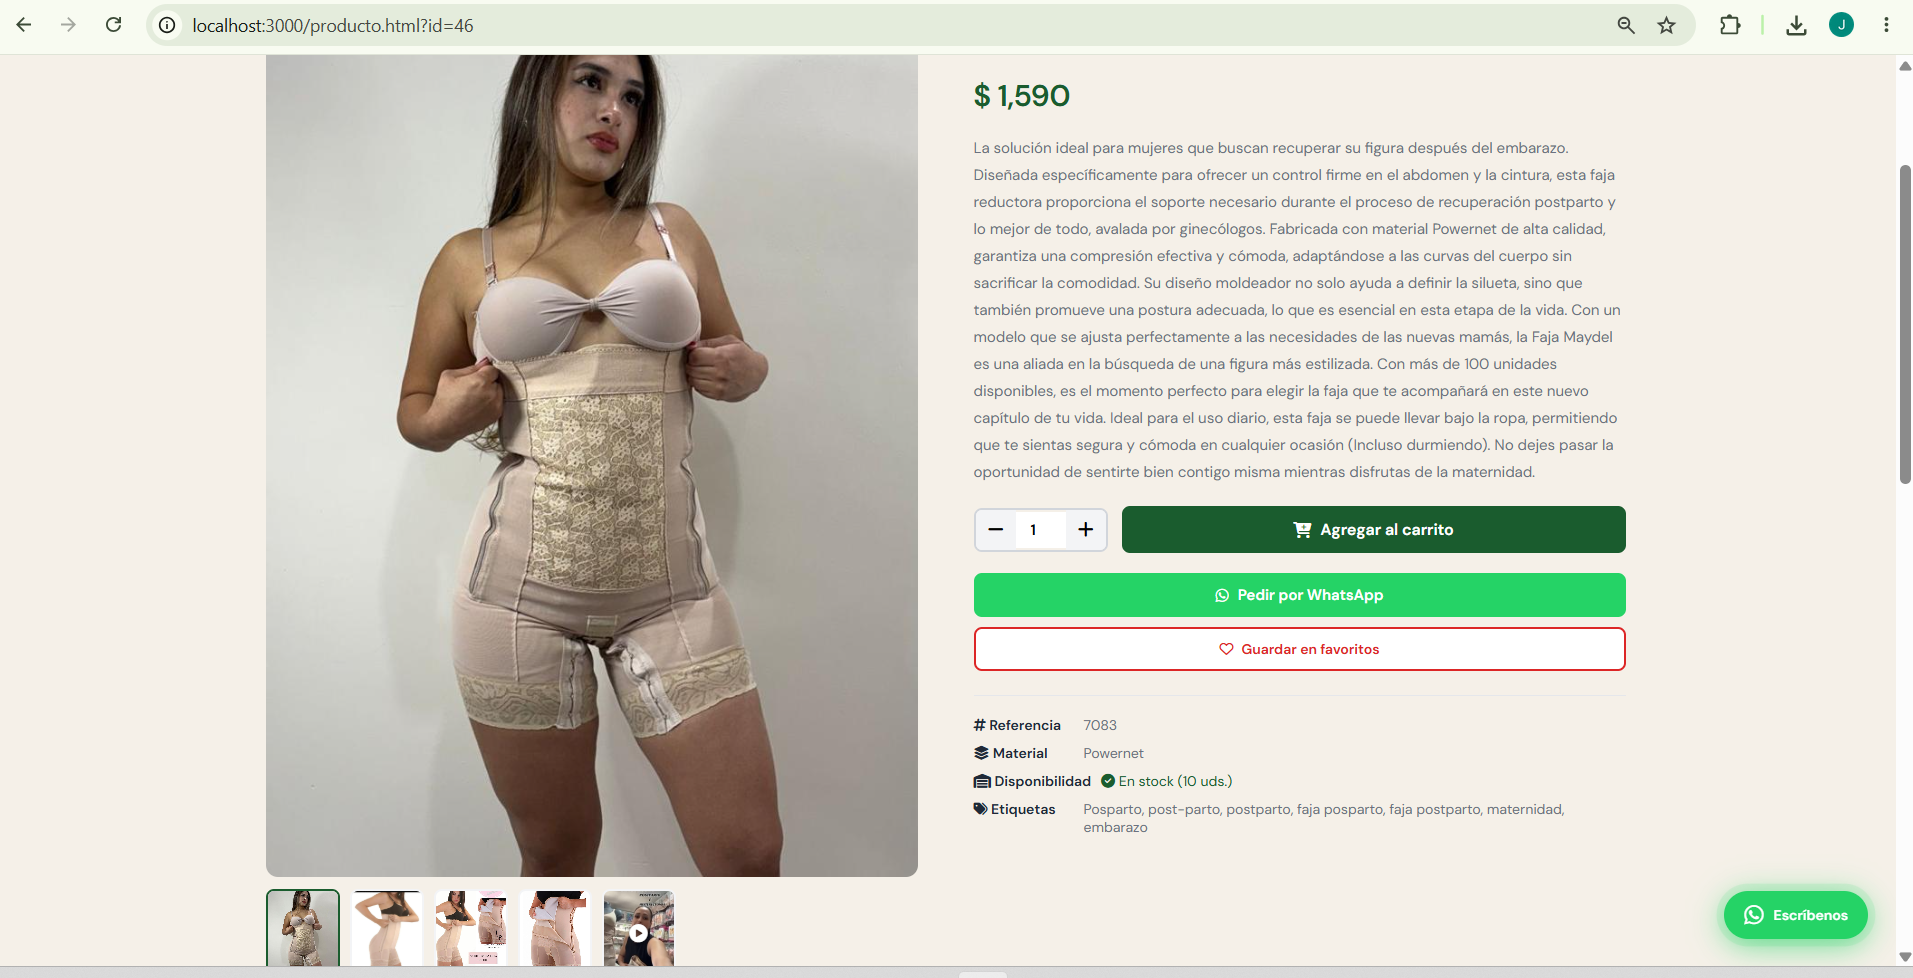 localhost:3000/producto.html?id=46
J
$ 1,590
La solución ideal para mujeres que buscan recuperar su figura después del embarazo.
Diseñada específicamente para ofrecer un control firme en el abdomen y la cintura, esta faja
reductora proporciona el soporte necesario durante el proceso de recuperación postparto y
lo mejor de todo, avalada por ginecólogos. Fabricada con material Powernet de alta calidad,
garantiza una compresión efectiva y cómoda, adaptándose a las curvas del cuerpo sin
sacrificar la comodidad. Su diseño moldeador no solo ayuda a definir la silueta, sino que
también promueve una postura adecuada, lo que es esencial en esta etapa de la vida. Con un
modelo que se ajusta perfectamente a las necesidades de las nuevas mamás, la Faja Maydel
es una aliada en la búsqueda de una figura más estilizada. Con más de 100 unidades
disponibles, es el momento perfecto para elegir la faja que te acompañará en este nuevo
capítulo de tu vida. Ideal para el uso diario, esta faja se puede llevar bajo la ropa, permitiendo
que te sientas segura y cómoda en cualquier ocasión (Incluso durmiendo). No dejes pasar la
oportunidad de sentirte bien contigo misma mientras disfrutas de la maternidad.
− 1 +
Agregar al carrito
Pedir por WhatsApp
Guardar en favoritos
# Referencia 7083
Material Powernet
Disponibilidad En stock (10 uds.)
Etiquetas Posparto, post-parto, postparto, faja posparto, faja postparto, maternidad,
embarazo
Escríbenos